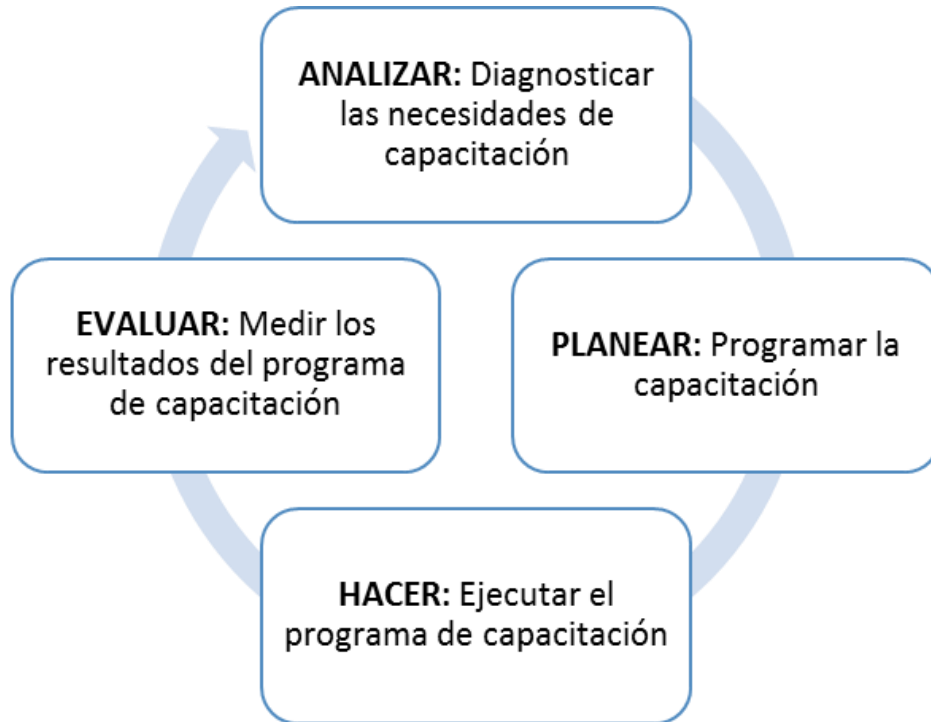 ANALIZAR: Diagnosticar
las necesidades de
capacitación
PLANEAR: Programar la
capacitación
HACER: Ejecutar el
programa de capacitación
EVALUAR: Medir los
resultados del programa
de capacitación